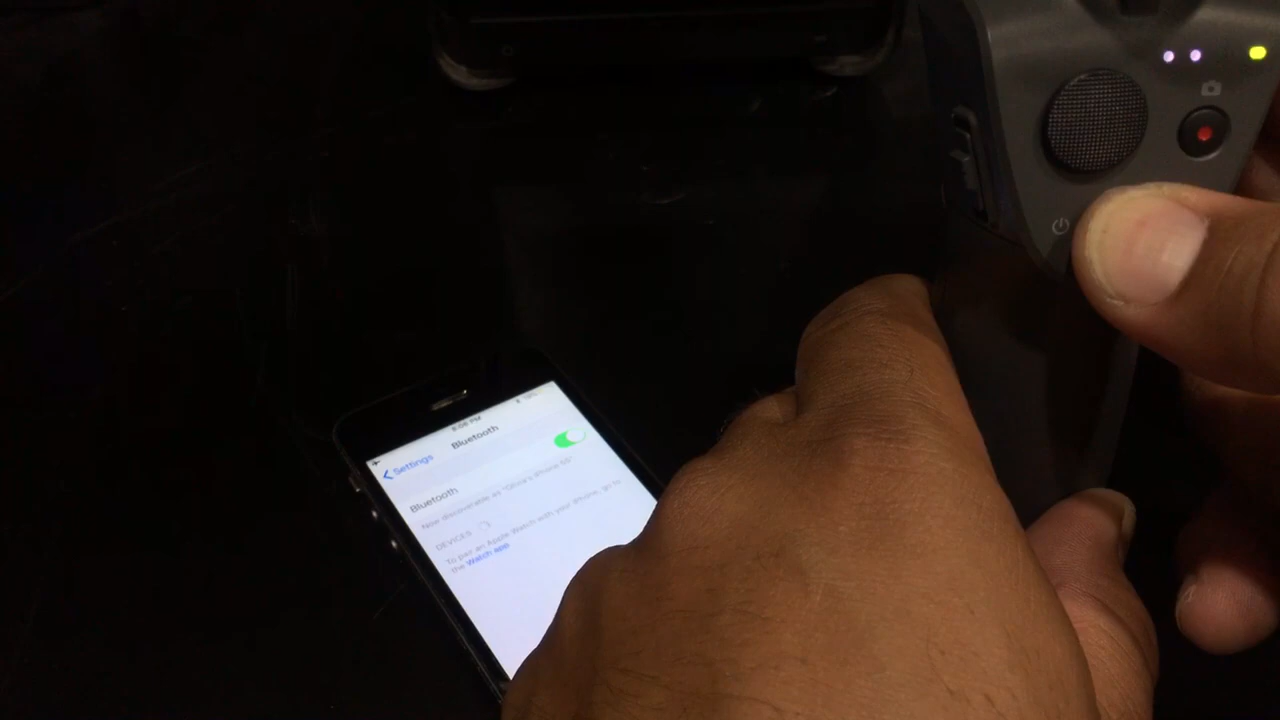 Bluetooth
Settings
Bluetooth
Now discoverable as
DEVICES
To pair an Apple Watch with your iPhone, go to
the Watch app